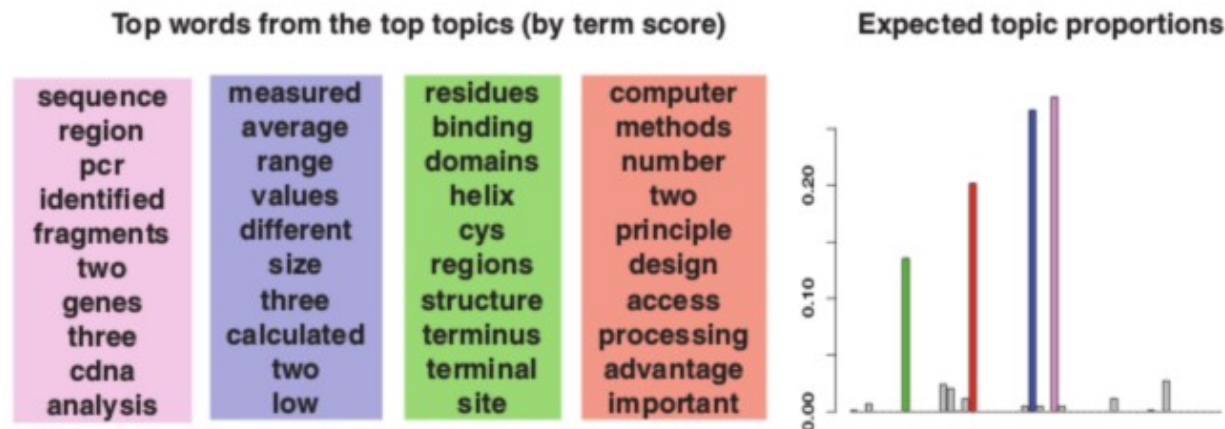 Top words from the top topics (by term score)
Expected topic proportions
sequence
region
pcr
identified
fragments
two
genes
three
cdna
analysis
measured
average
range
values
different
size
three
calculated
two
low
residues
binding
domains
helix
cys
regions
structure
terminus
terminal
site
computer
methods
number
two
principle
design
access
processing
advantage
important
0.20
0.10
0.00